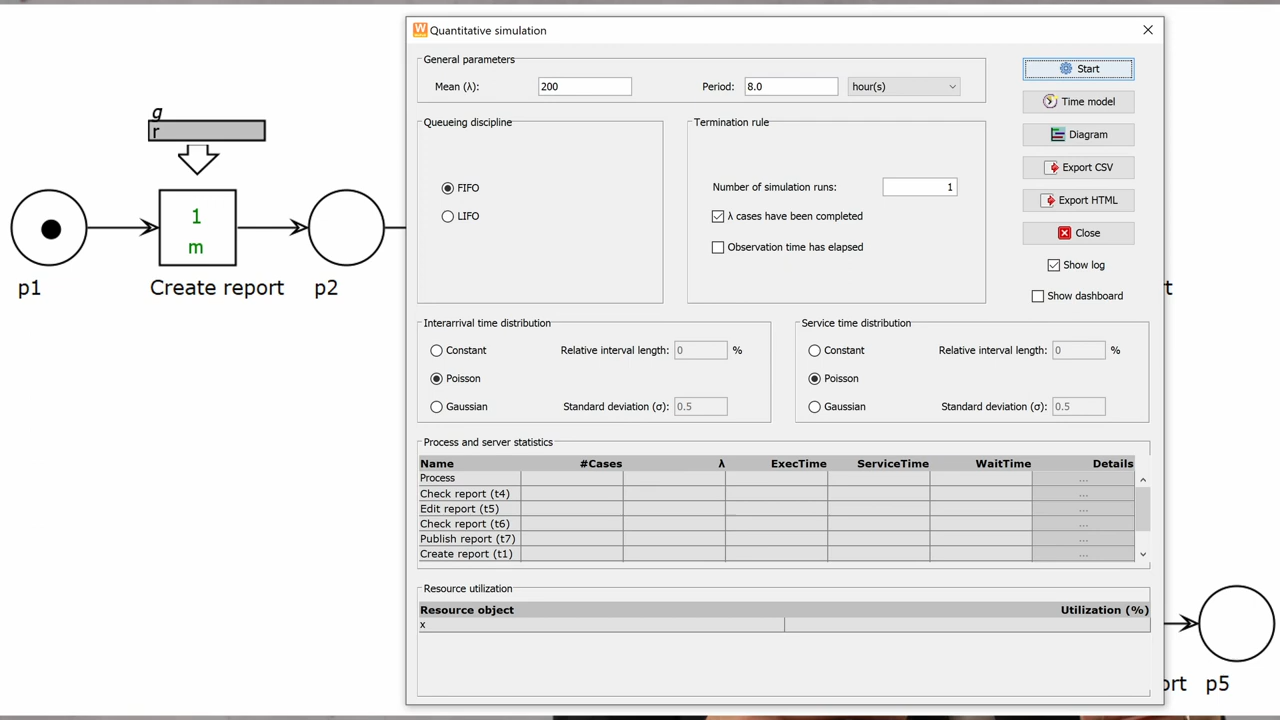 W Quantitative simulation
General parameters
Mean (λ): 200 Period: 8.0 hour(s)
Start
Time model
Diagram
Export CSV
Export HTML
Close
Show log
Show dashboard
Queueing discipline
FIFO
LIFO
Termination rule
Number of simulation runs: 1
λ cases have been completed
Observation time has elapsed
Interarrival time distribution
Constant Relative interval length: 0 %
Poisson
Gaussian Standard deviation (σ): 0.5
Service time distribution
Constant Relative interval length: 0 %
Poisson
Gaussian Standard deviation (σ): 0.5
Process and server statistics
Name #Cases λ ExecTime ServiceTime WaitTime Details
Process ...
Check report (t4) ...
Edit report (t5) ...
Check report (t6) ...
Publish report (t7) ...
Create report (t1) ...
Resource utilization
Resource object Utilization (%)
x
g
r
1
m
p1 Create report p2
t
ort p5